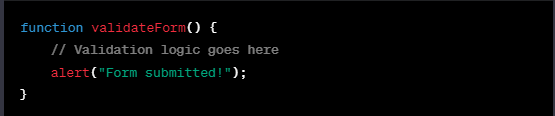 function validateForm() {
    // Validation logic goes here
    alert("Form submitted!");
}